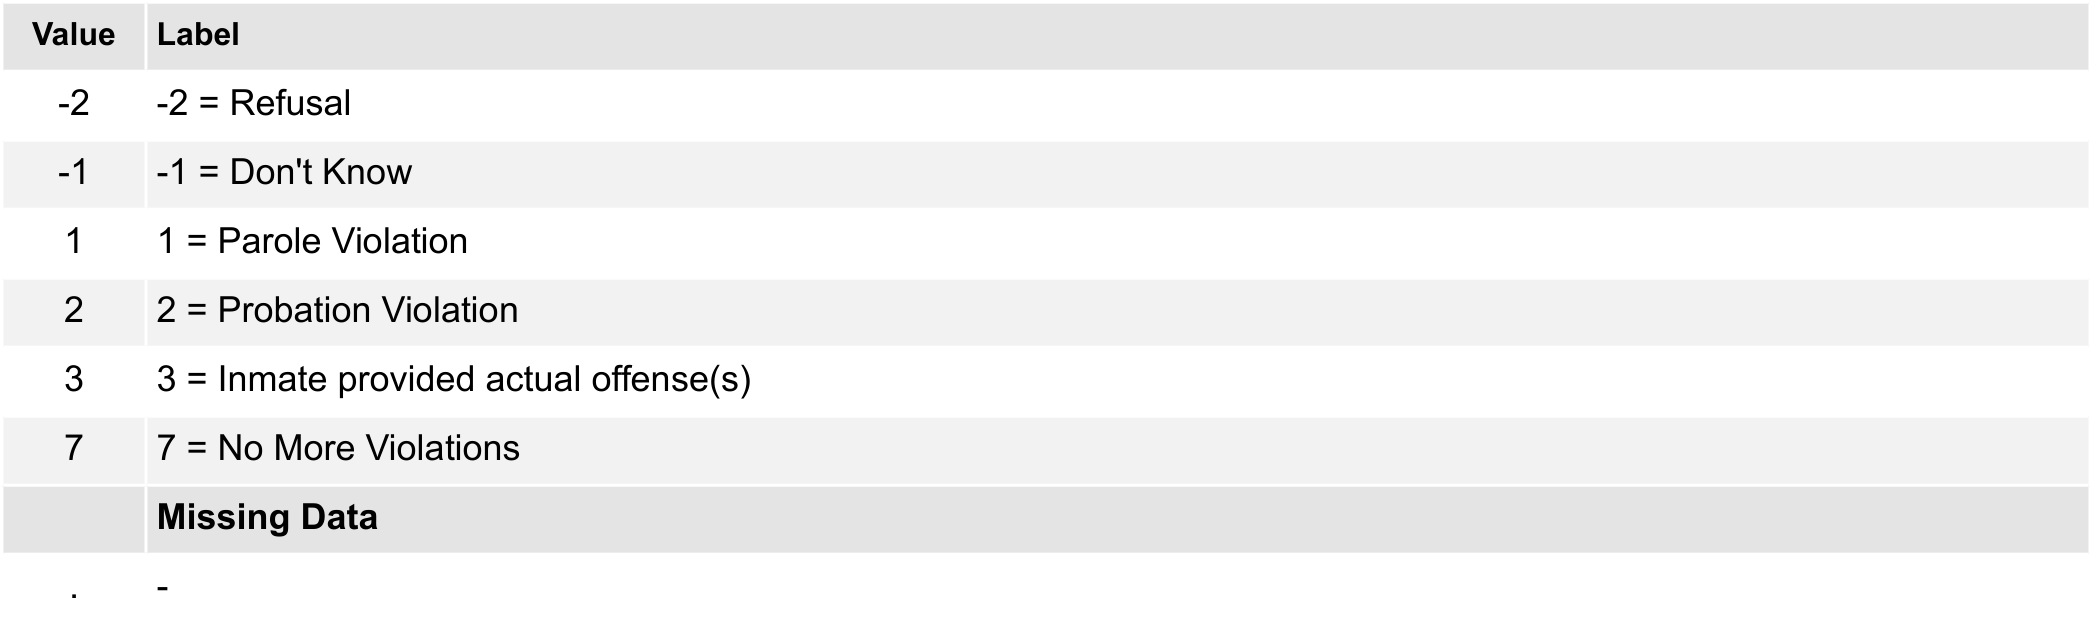 Value Label
-2 -2 = Refusal
-1 -1 = Don't Know
1 1 = Parole Violation
2 2 = Probation Violation
3 3 = Inmate provided actual offense(s)
7 7 = No More Violations
Missing Data
. -